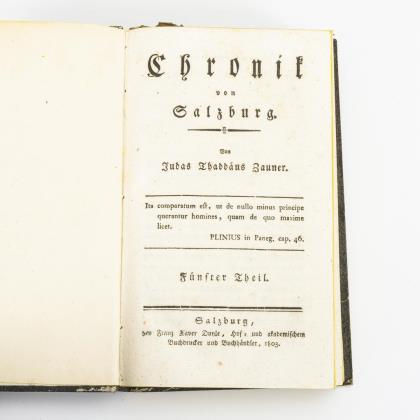 Chronik
von
Salzburg.
Von
Judas Thaddäus Zauner.
Ita comparatum est, ut de nullo minus principe
querantur homines, quam de quo maxime
licet.
PLINIUS in Paneg. cap. 46.
Fünfter Theil.
Salzburg,
bey Franz Xaver Duyle, Hof- und akademischem
Buchdrucker und Buchhändler, 1803.